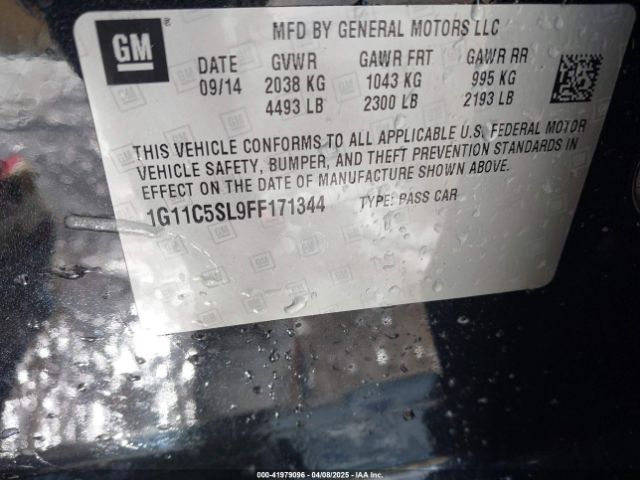 GM
MFD BY GENERAL MOTORS LLC
DATE GVWR GAWR FRT GAWR RR
09/14 2038 KG 1043 KG 995 KG
4493 LB 2300 LB 2193 LB
THIS VEHICLE CONFORMS TO ALL APPLICABLE U.S. FEDERAL MOTOR
VEHICLE SAFETY, BUMPER, AND THEFT PREVENTION STANDARDS IN
EFFECT ON THE DATE OF MANUFACTURE SHOWN ABOVE.
1G11C5SL9FF171344 TYPE: PASS CAR
000-41979096 - 04/08/2025 - IAA Inc.